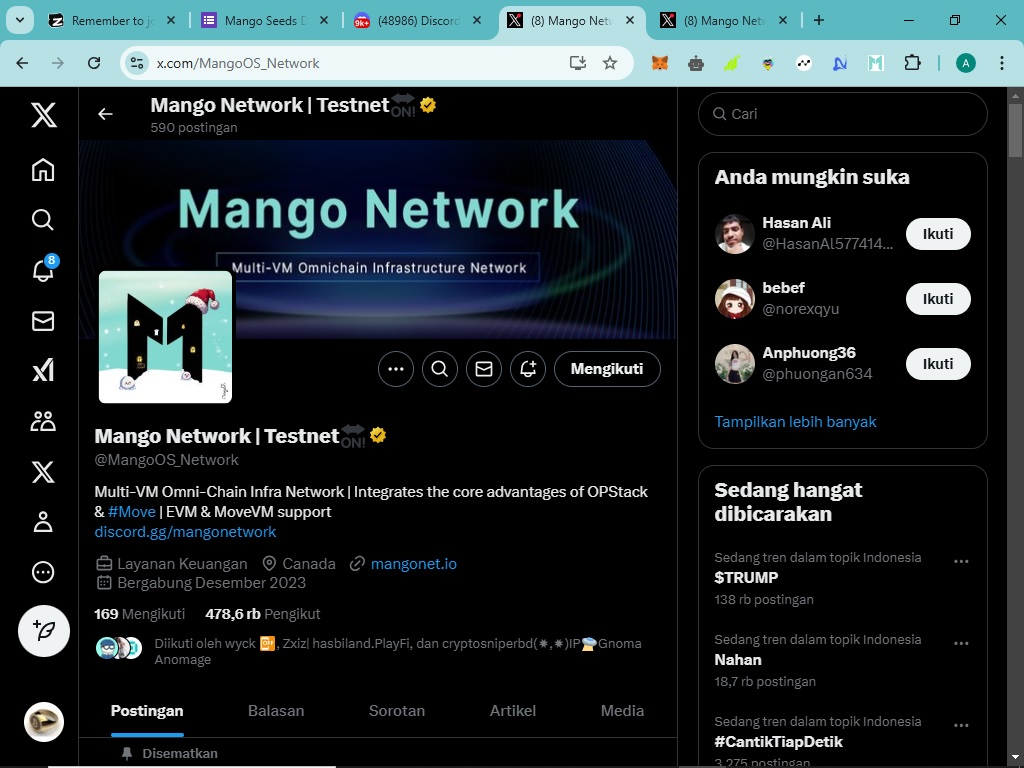 Remember to jo
Mango Seeds D
(48986) Discord
(8) Mango Netw
(8) Mango Netw
x.com/MangoOS_Network
A
Mango Network | Testnet ON!
590 postingan
Cari
Mango Network
Multi-VM Omnichain Infrastructure Network
8
Mengikuti
Mango Network | Testnet ON!
@MangoOS_Network
Multi-VM Omni-Chain Infra Network | Integrates the core advantages of OPStack
& #Move | EVM & MoveVM support
discord.gg/mangonetwork
Layanan Keuangan Canada mangonet.io
Bergabung Desember 2023
169 Mengikuti 478,6 rb Pengikut
Diikuti oleh wyck, Zxiz| hasbiland.PlayFi, dan cryptosniperbd(✷,✷)IP Gnoma
Anomage
Postingan Balasan Sorotan Artikel Media
Disematkan
Anda mungkin suka
Hasan Ali
@HasanAl577414...
Ikuti
bebef
@norexqyu
Ikuti
Anphuong36
@phuongan634
Ikuti
Tampilkan lebih banyak
Sedang hangat
dibicarakan
Sedang tren dalam topik Indonesia
$TRUMP
138 rb postingan
Sedang tren dalam topik Indonesia
Nahan
18,7 rb postingan
Sedang tren dalam topik Indonesia
#CantikTiapDetik
3.275 postingan